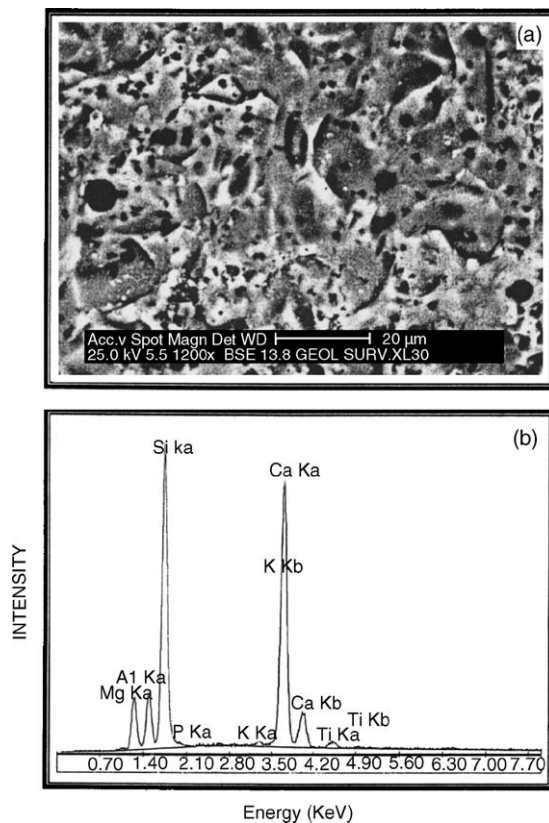 (a)
Acc.v Spot Magn Det WD 20 µm
25.0 kV 5.5 1200x BSE 13.8 GEOL SURV.XL30
(b)
Si ka
Ca Ka
K Kb
A1 Ka
Mg Ka
P Ka
K Ka
Ca Kb
Ti Ka
Ti Kb
INTENSITY
0.70 1.40 2.10 2.80 3.50 4.20 4.90 5.60 6.30 7.00 7.70
Energy (KeV)